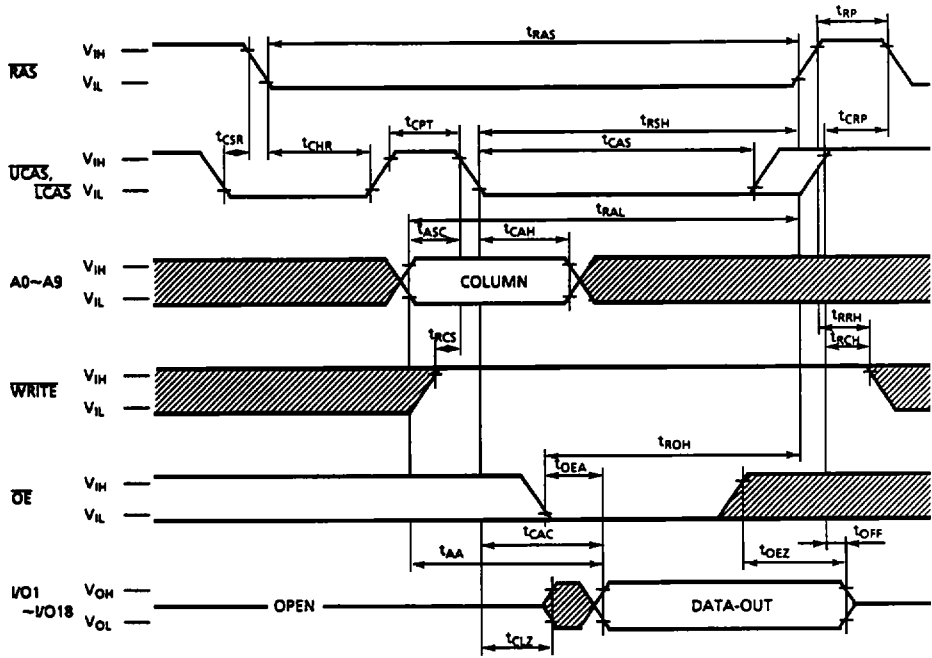 tRP
tRAS
VIH
RAS
VIL
tCPT
tRSH
tCRP
tCSR
tCHR
tCAS
VIH
UCAS,
LCAS
VIL
tRAL
tASC
tCAH
VIH
A0~A9
COLUMN
VIL
tRRH
tRCS
tRCH
VIH
WRITE
VIL
tROH
tOEA
VIH
OE
VIL
tCAC
tOFF
tAA
tOEZ
I/O1
~I/O18
VOH
OPEN
DATA-OUT
VOL
tCLZ